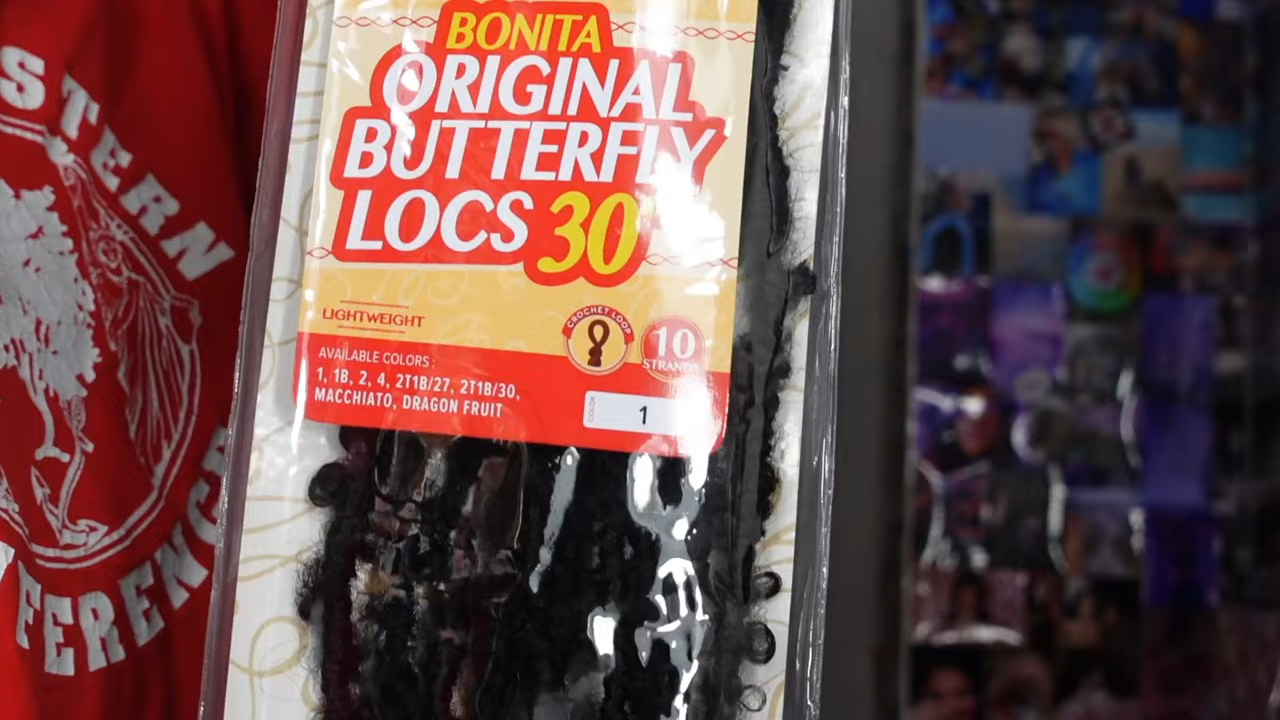 BONITA
ORIGINAL
BUTTERFLY
LOCS 30"
LIGHTWEIGHT
CROCHET LOOP
10
STRANDS
AVAILABLE COLORS :
1, 1B, 2, 4, 2T1B/27, 2T1B/30,
MACCHIATO, DRAGON FRUIT
COLOR
1
STERN
FERENCE